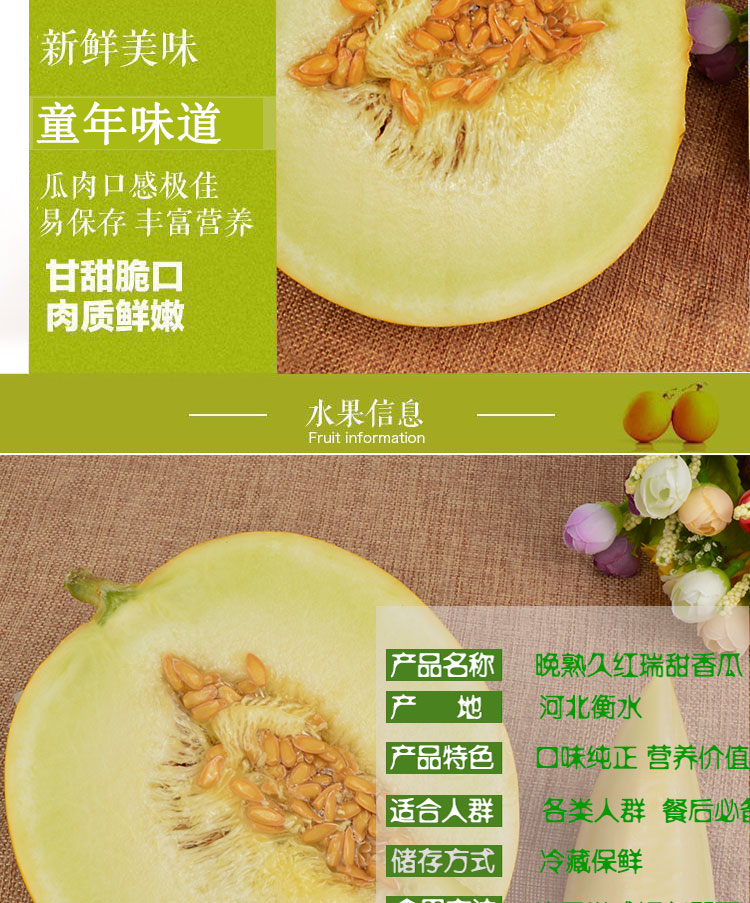 新鲜美味
童年味道
瓜肉口感极佳
易保存 丰富营养
甘甜脆口
肉质鲜嫩
水果信息
Fruit information
产品名称 晚熟久红瑞甜香瓜
产 地 河北衡水
产品特色 口味纯正 营养价值
适合人群 各类人群 餐后必备
储存方式 冷藏保鲜